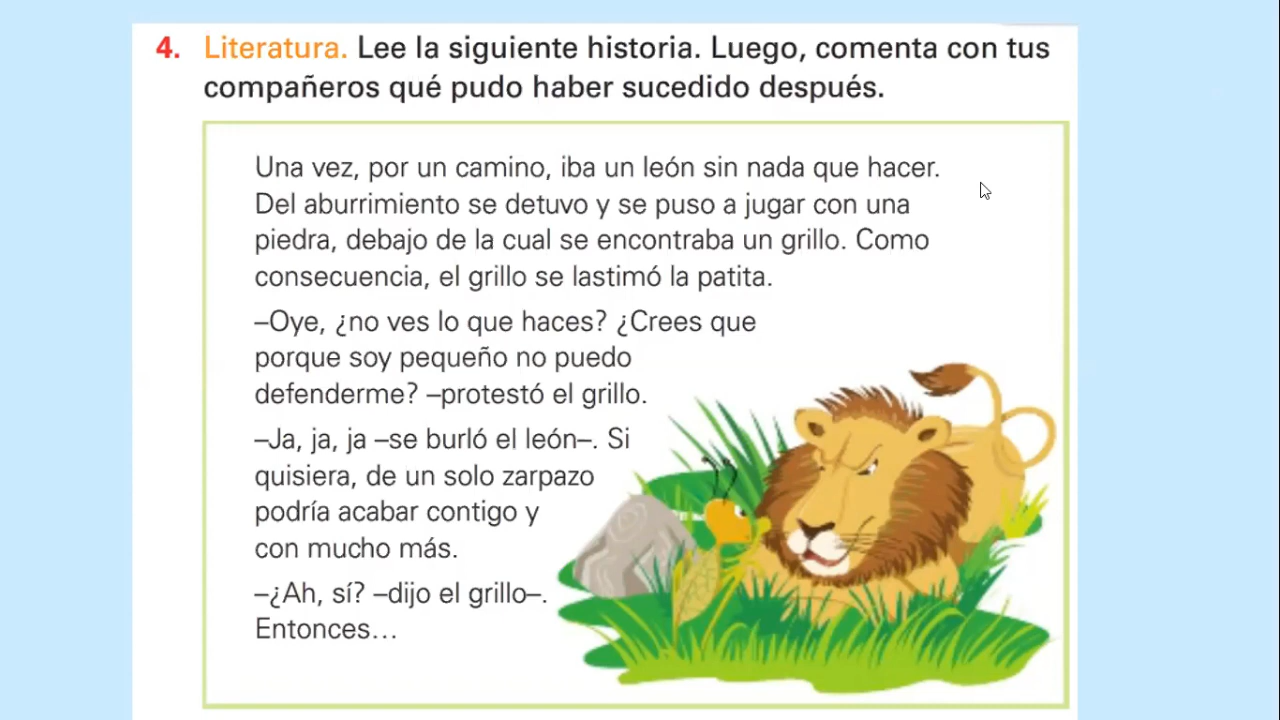 4. Literatura. Lee la siguiente historia. Luego, comenta con tus
compañeros qué pudo haber sucedido después.
Una vez, por un camino, iba un león sin nada que hacer.
Del aburrimiento se detuvo y se puso a jugar con una
piedra, debajo de la cual se encontraba un grillo. Como
consecuencia, el grillo se lastimó la patita.
–Oye, ¿no ves lo que haces? ¿Crees que
porque soy pequeño no puedo
defenderme? –protestó el grillo.
–Ja, ja, ja –se burló el león–. Si
quisiera, de un solo zarpazo
podría acabar contigo y
con mucho más.
–¿Ah, sí? –dijo el grillo–.
Entonces…